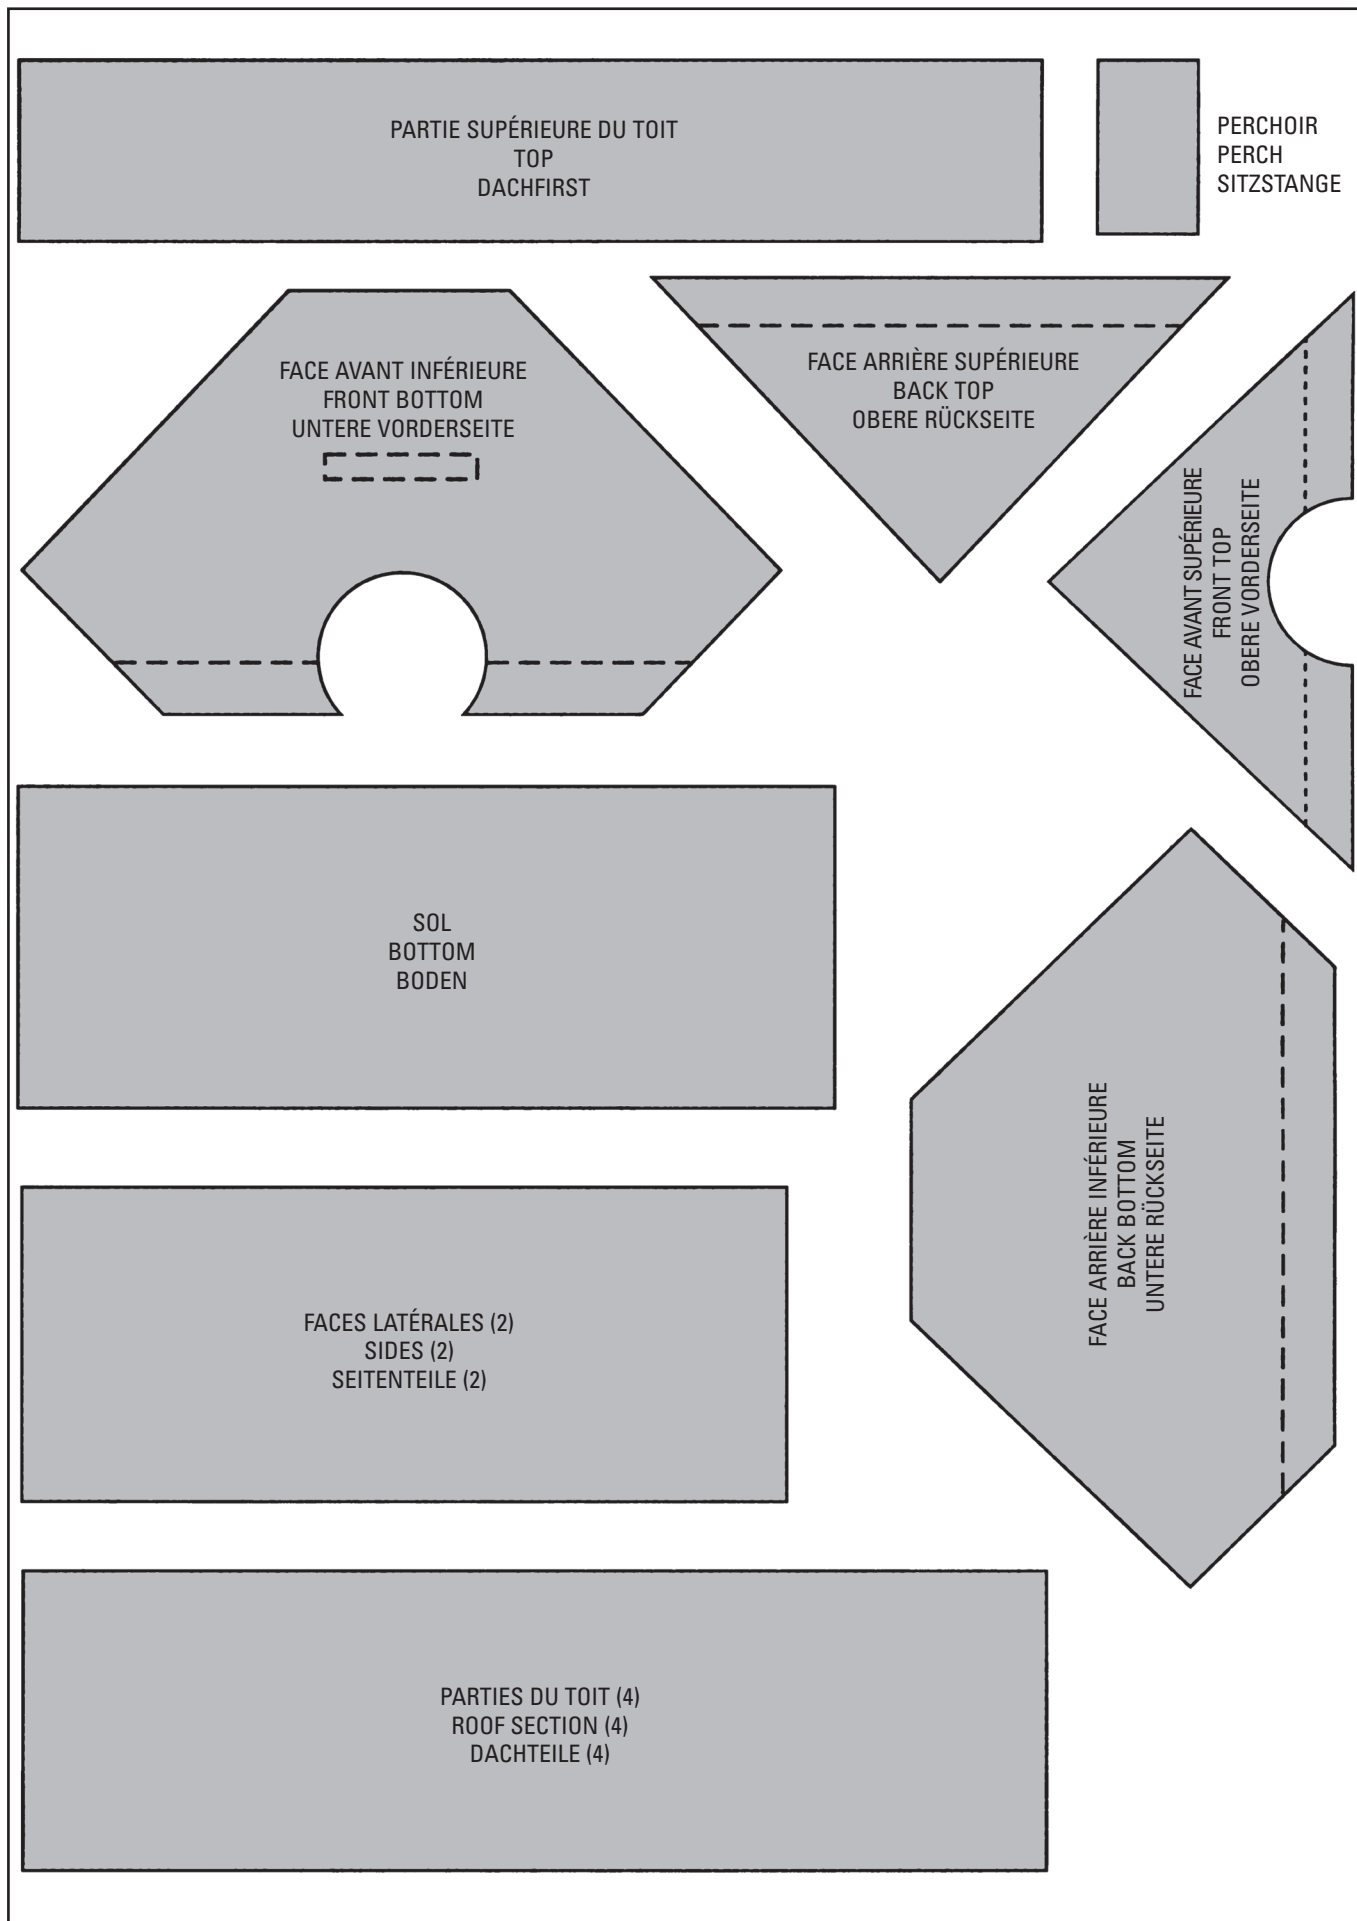 PARTIE SUPÉRIEURE DU TOIT
TOP
DACHFIRST
PERCHOIR
PERCH
SITZSTANGE
FACE AVANT INFÉRIEURE
FRONT BOTTOM
UNTERE VORDERSEITE
FACE ARRIÈRE SUPÉRIEURE
BACK TOP
OBERE RÜCKSEITE
FACE AVANT SUPÉRIEURE
FRONT TOP
OBERE VORDERSEITE
SOL
BOTTOM
BODEN
FACE ARRIÈRE INFÉRIEURE
BACK BOTTOM
UNTERE RÜCKSEITE
FACES LATÉRALES (2)
SIDES (2)
SEITENTEILE (2)
PARTIES DU TOIT (4)
ROOF SECTION (4)
DACHTEILE (4)